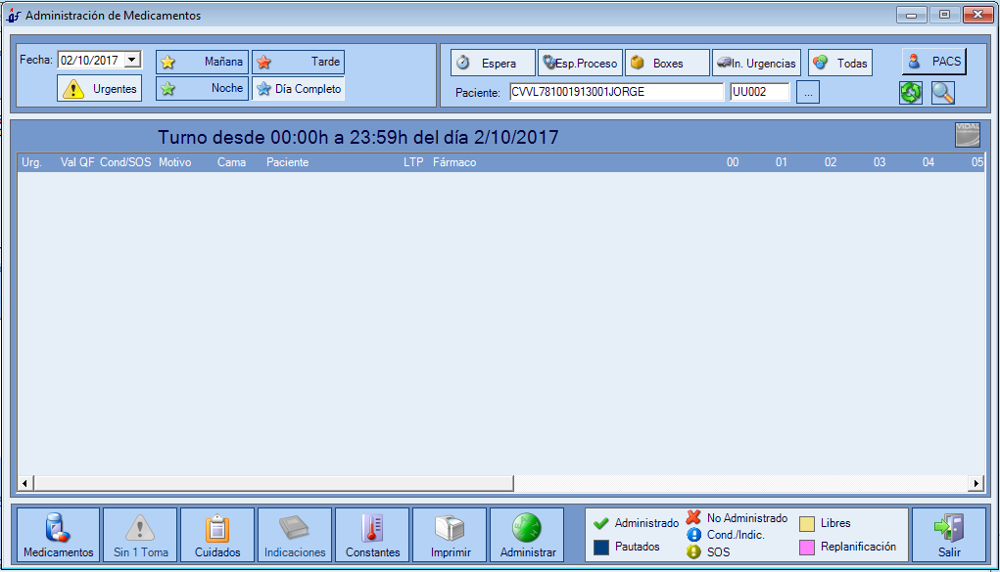 Administración de Medicamentos
Fecha: 02/10/2017 Mañana Tarde
Urgentes Noche Día Completo
Espera Esp.Proceso Boxes In. Urgencias Todas PACS
Paciente: CVVL781001913001JORGE UU002 ...
Turno desde 00:00h a 23:59h del día 2/10/2017
VIDAL
Urg. Val QF Cond/SOS Motivo Cama Paciente LTP Fármaco 00 01 02 03 04 05
Medicamentos Sin 1 Toma Cuidados Indicaciones Constantes Imprimir Administrar
Administrado No Administrado Libres
Cond./Indic.
Pautados SOS Replanificación
Salir